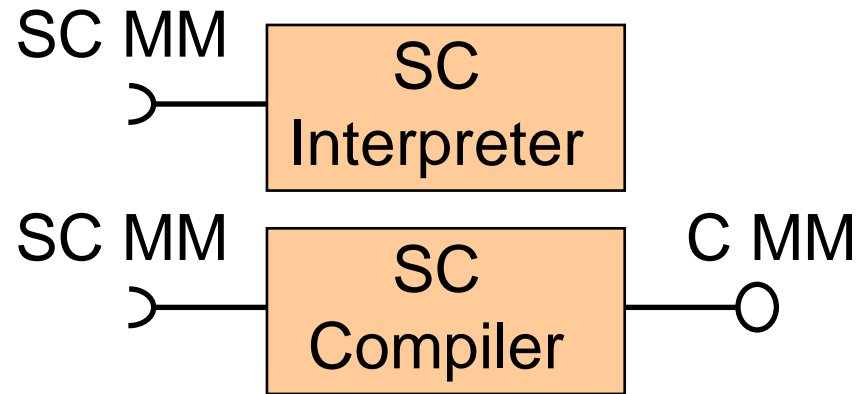 SC MM
SC
Interpreter
SC MM
SC
Compiler
C MM